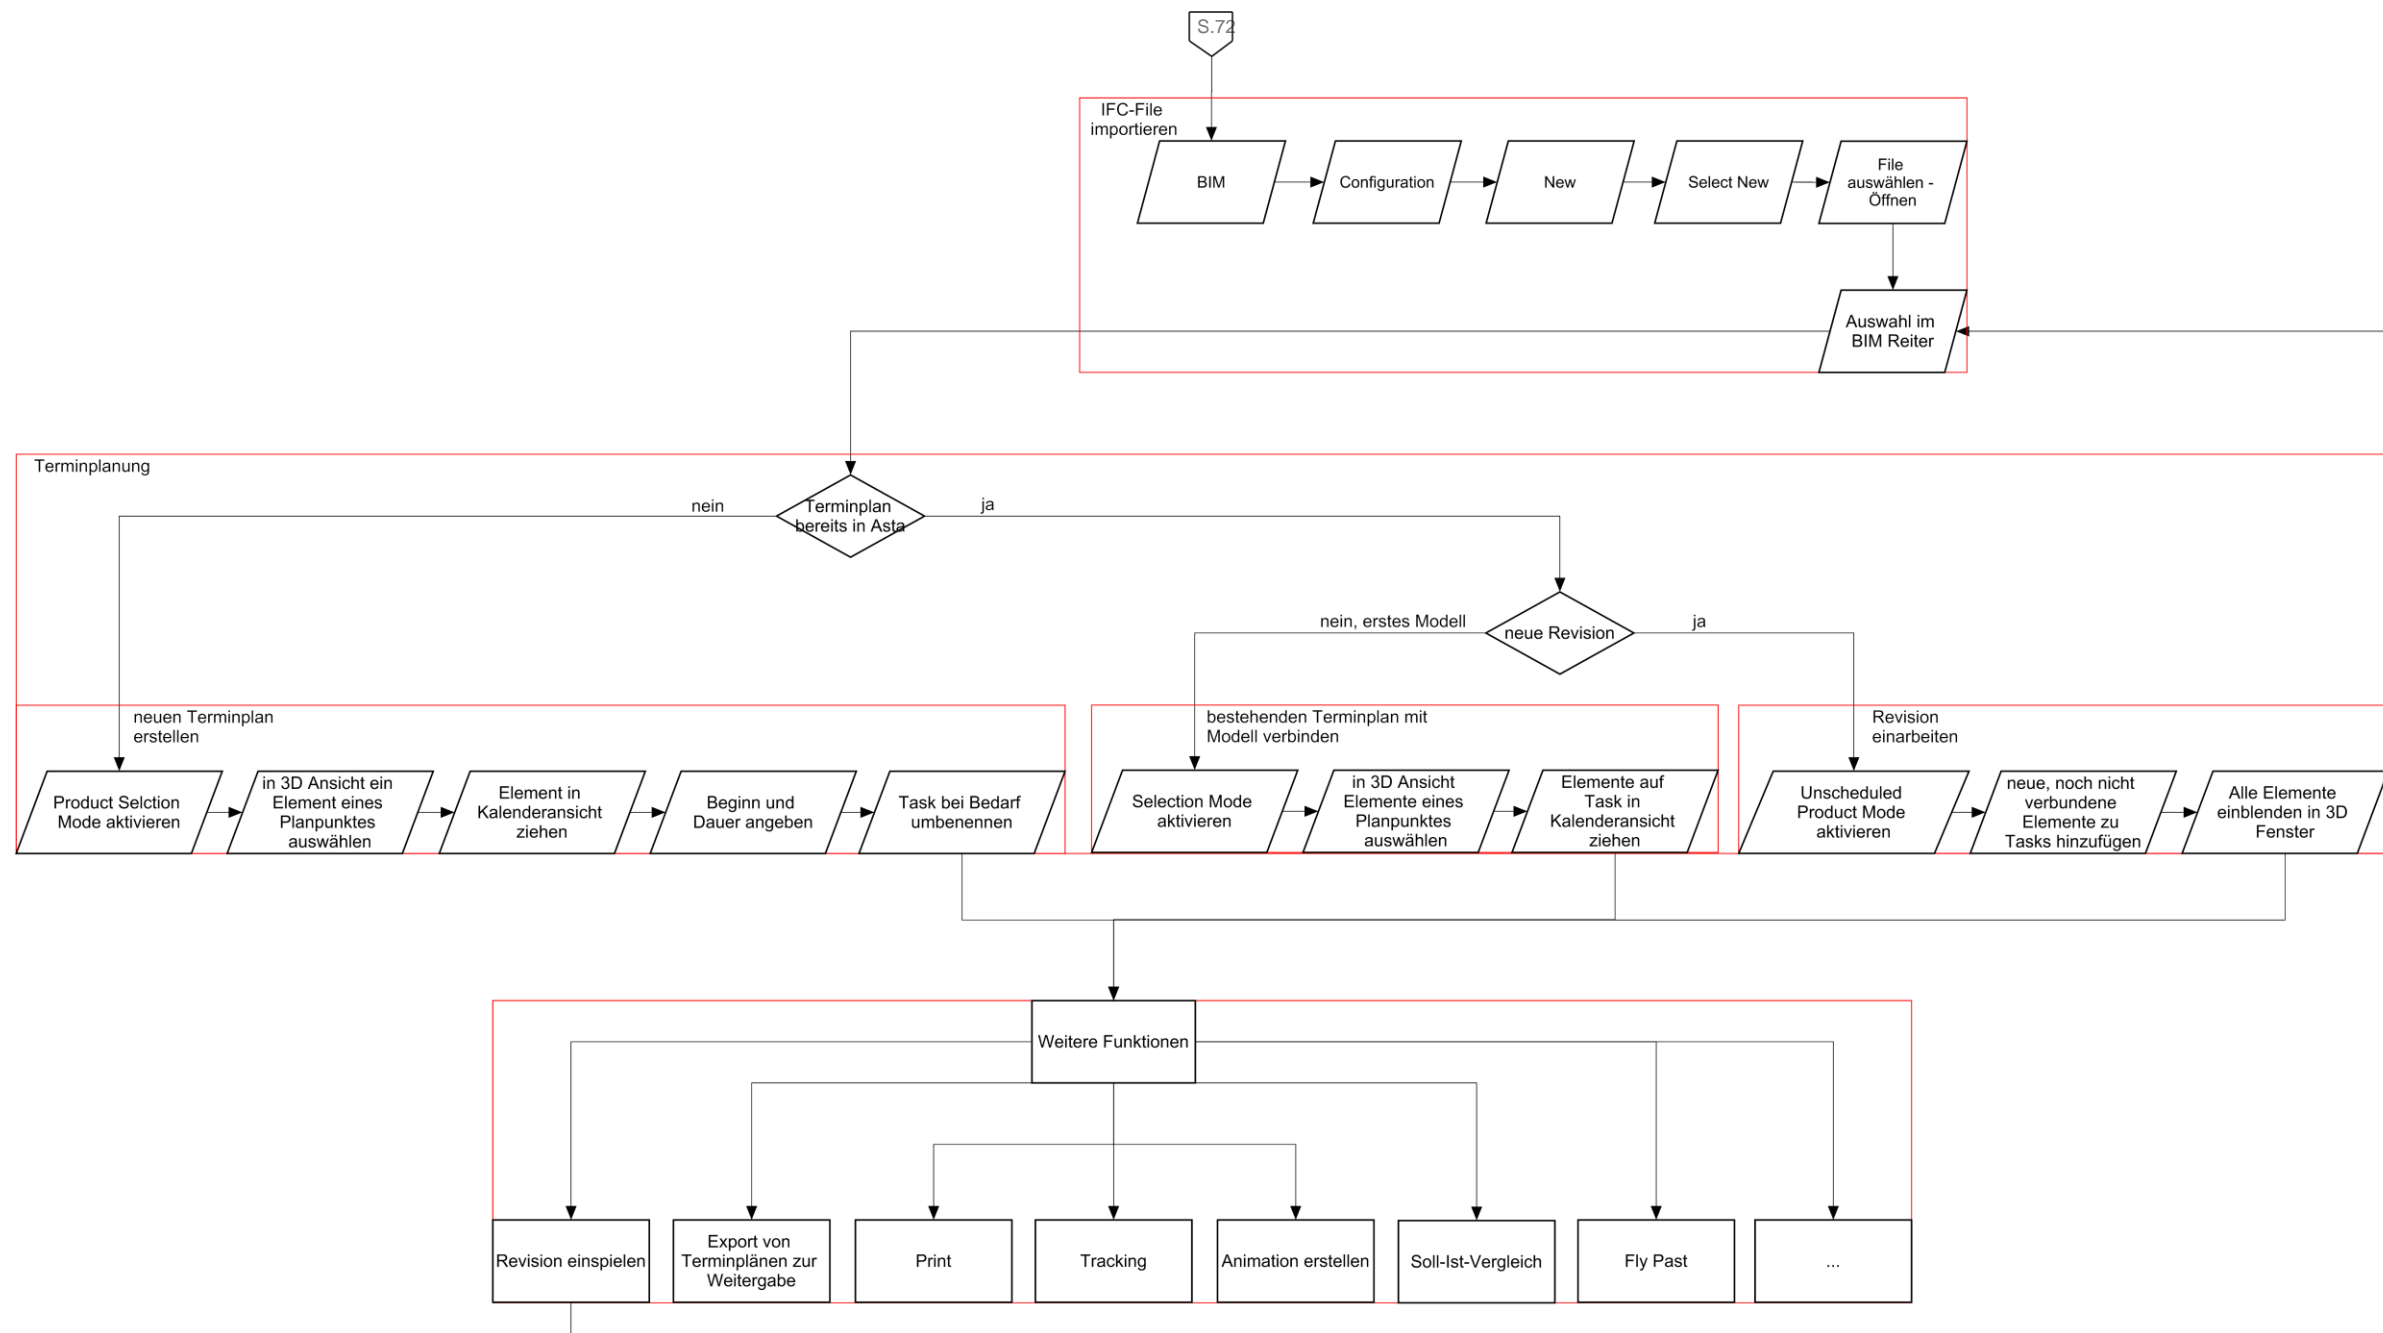 S.72
IFC-File
importieren
BIM
Configuration
New
Select New
File
auswählen -
Öffnen
Auswahl im
BIM Reiter
Terminplanung
nein
Terminplan
bereits in Asta
ja
nein, erstes Modell
neue Revision
ja
neuen Terminplan
erstellen
Product Selction
Mode aktivieren
in 3D Ansicht ein
Element eines
Planpunktes
auswählen
Element in
Kalenderansicht
ziehen
Beginn und
Dauer angeben
Task bei Bedarf
umbenennen
bestehenden Terminplan mit
Modell verbinden
Selection Mode
aktivieren
in 3D Ansicht
Elemente eines
Planpunktes
auswählen
Elemente auf
Task in
Kalenderansicht
ziehen
Revision
einarbeiten
Unscheduled
Product Mode
aktivieren
neue, noch nicht
verbundene
Elemente zu
Tasks hinzufügen
Alle Elemente
einblenden in 3D
Fenster
Weitere Funktionen
Revision einspielen
Export von
Terminplänen zur
Weitergabe
Print
Tracking
Animation erstellen
Soll-Ist-Vergleich
Fly Past
...